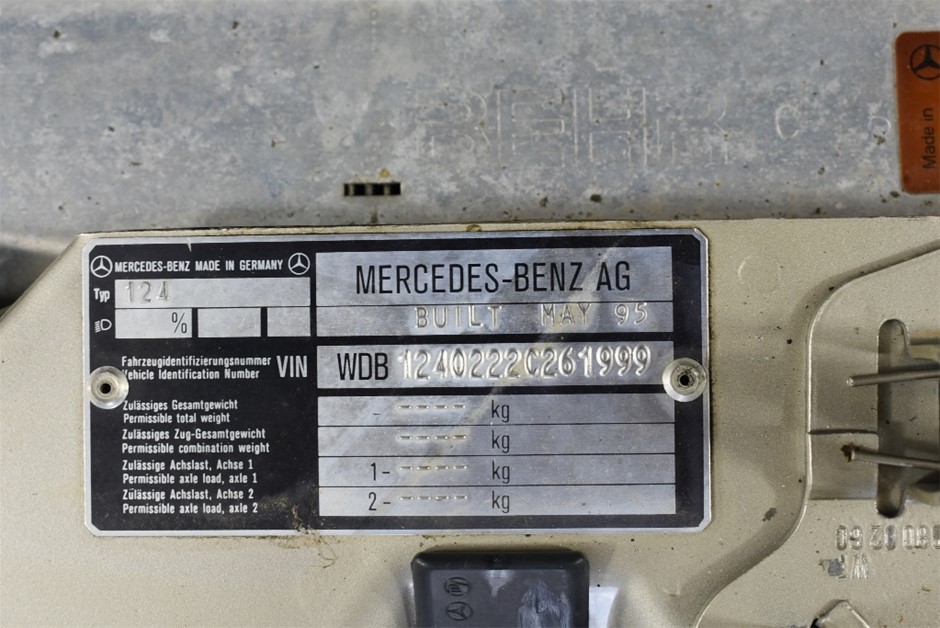 BEHR
Made in
MERCEDES-BENZ MADE IN GERMANY
MERCEDES-BENZ AG
Typ 124
BUILT MAY 95
%
Fahrzeugidentifizierungsnummer
Vehicle Identification Number
VIN
WDB 1240222C261999
Zulässiges Gesamtgewicht
Permissible total weight
- ---- kg
Zulässiges Zug-Gesamtgewicht
Permissible combination weight
---- kg
Zulässige Achslast, Achse 1
Permissible axle load, axle 1
1- ---- kg
Zulässige Achslast, Achse 2
Permissible axle load, axle 2
2- ---- kg